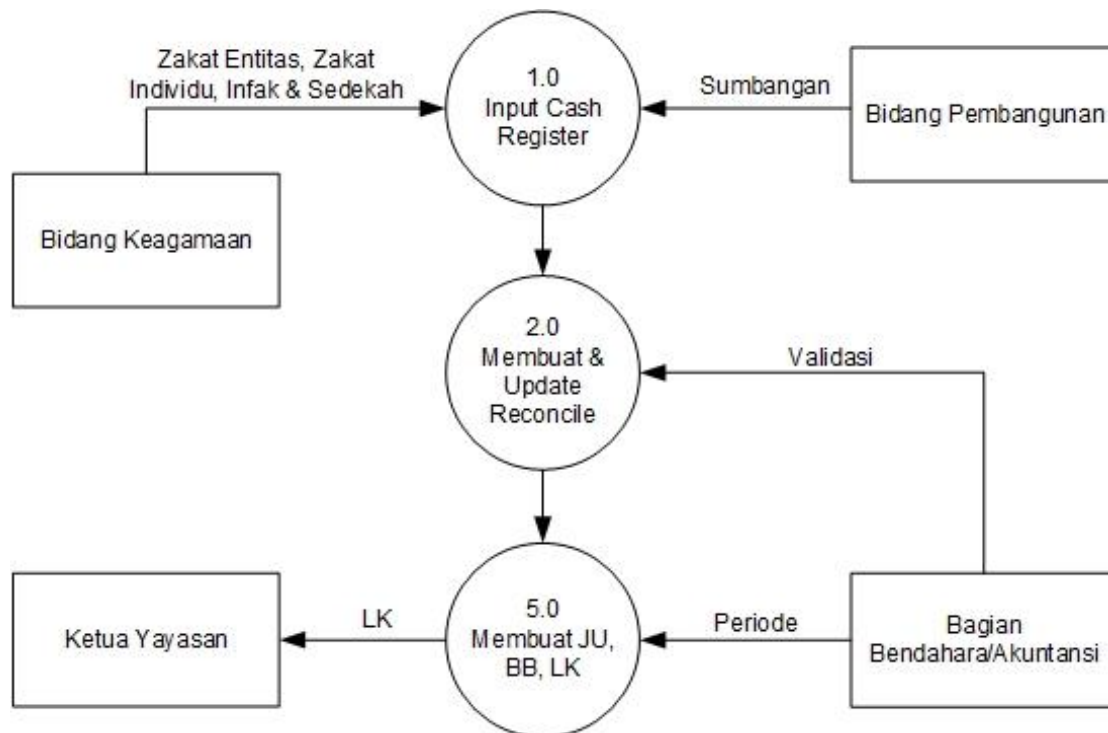 Zakat Entitas, Zakat
Individu, Infak & Sedekah
1.0
Input Cash
Register
Sumbangan
Bidang Pembangunan
Bidang Keagamaan
2.0
Membuat &
Update
Reconcile
Validasi
Ketua Yayasan
LK
5.0
Membuat JU,
BB, LK
Periode
Bagian
Bendahara/Akuntansi